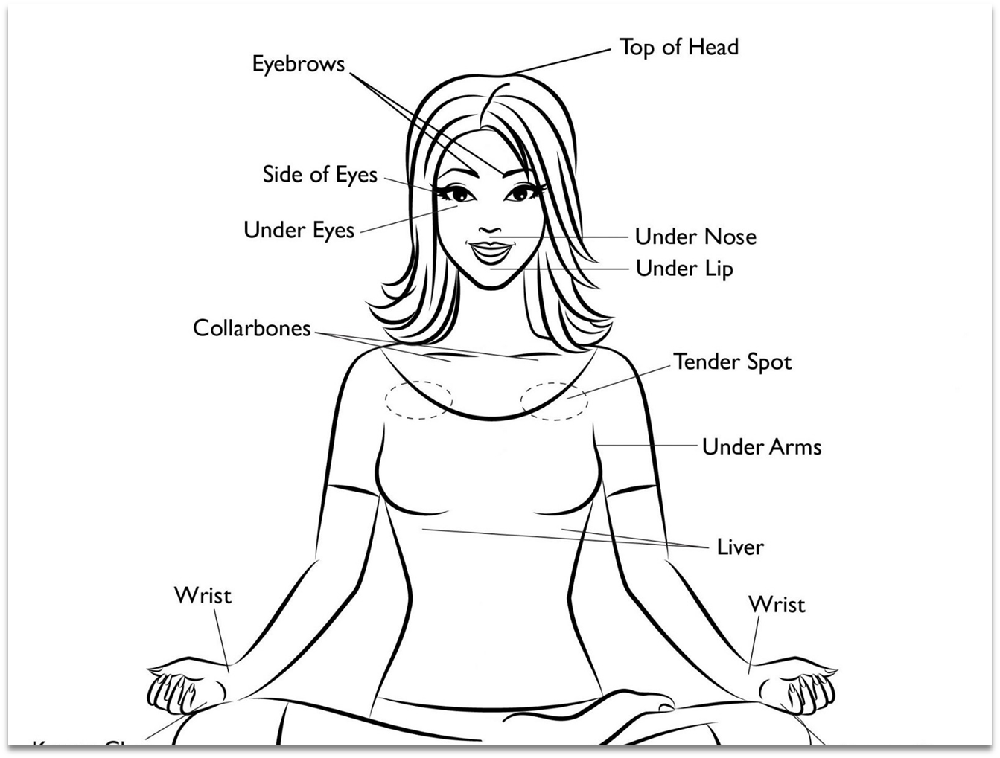 Top of Head
Eyebrows
Side of Eyes
Under Eyes
Under Nose
Under Lip
Collarbones
Tender Spot
Under Arms
Liver
Wrist
Wrist